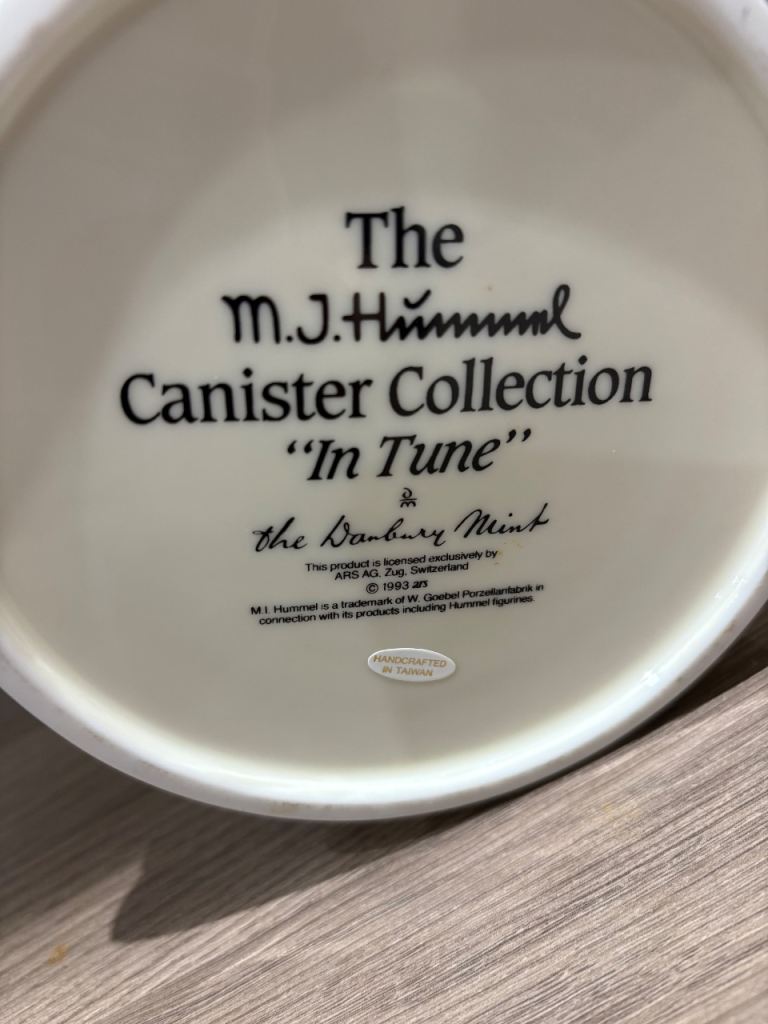 The
M.J.Hummel
Canister Collection
“In Tune”
the Danbury Mint
This product is licensed exclusively by
ARS AG, Zug, Switzerland
© 1993 ars
M.I. Hummel is a trademark of W. Goebel Porzellanfabrik in
connection with its products including Hummel figurines.
HANDCRAFTED
IN TAIWAN